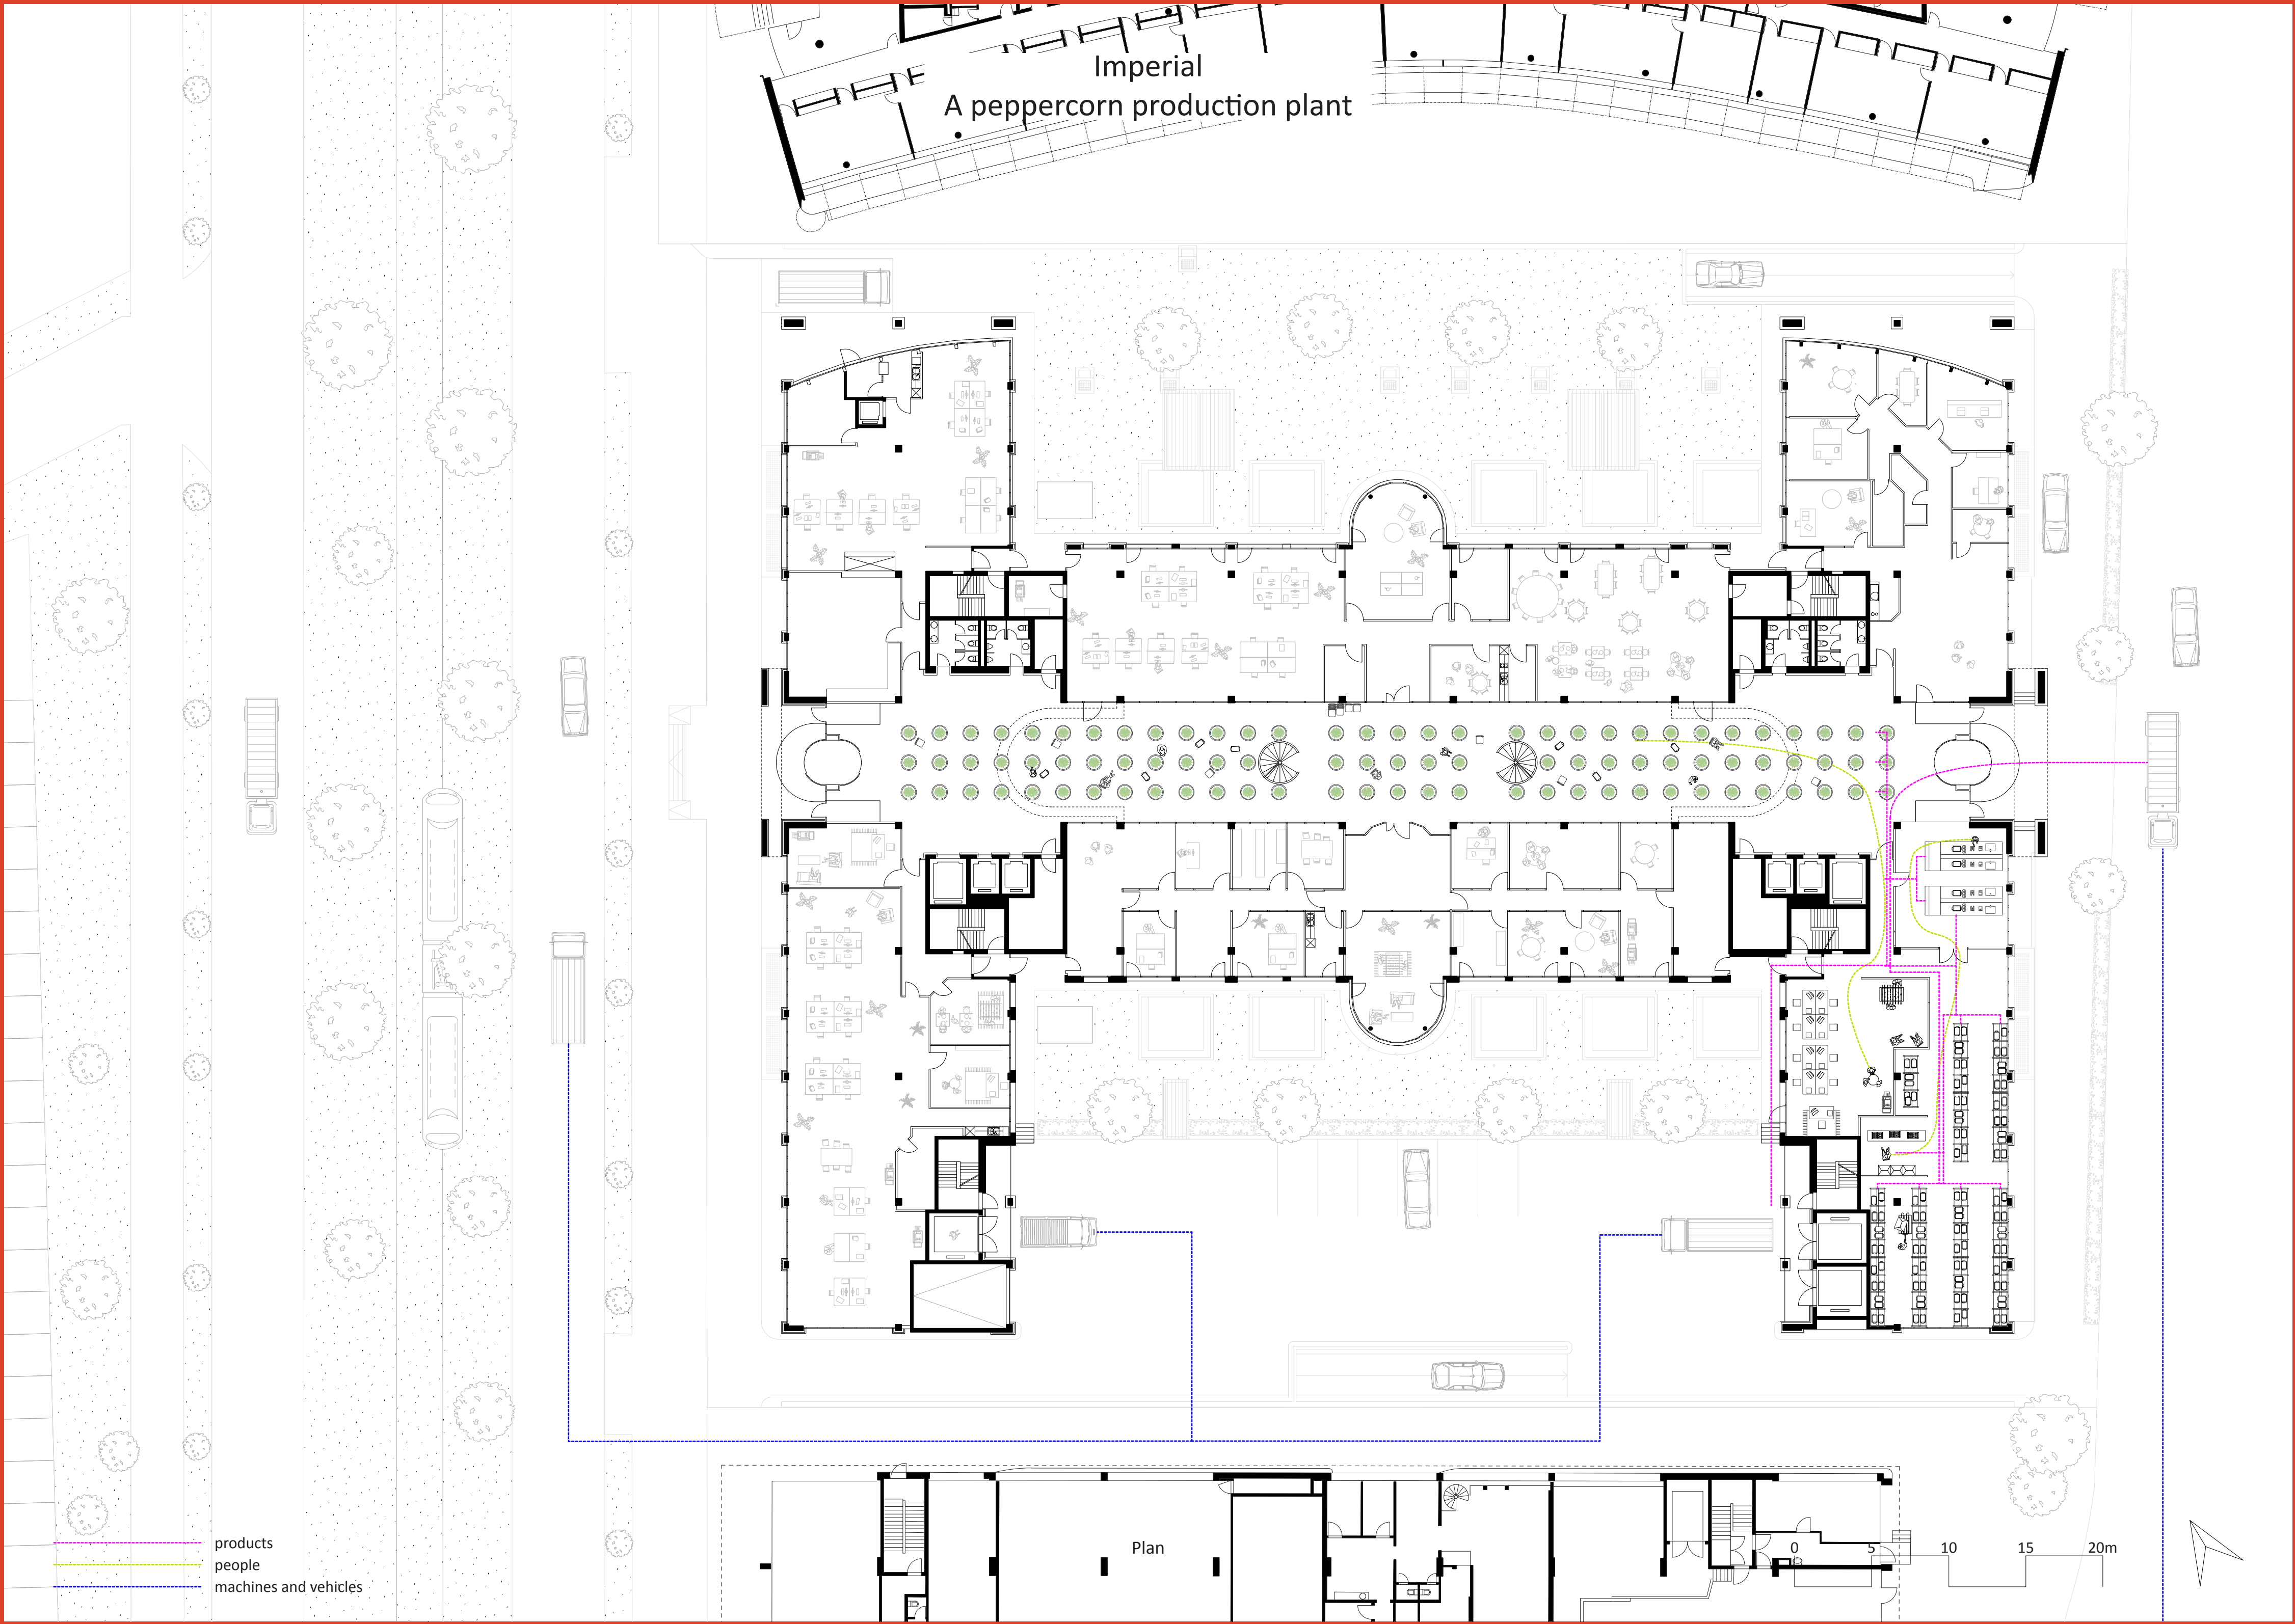 Imperial
A peppercorn production plant
products
people
machines and vehicles
Plan
0 5 10 15 20m